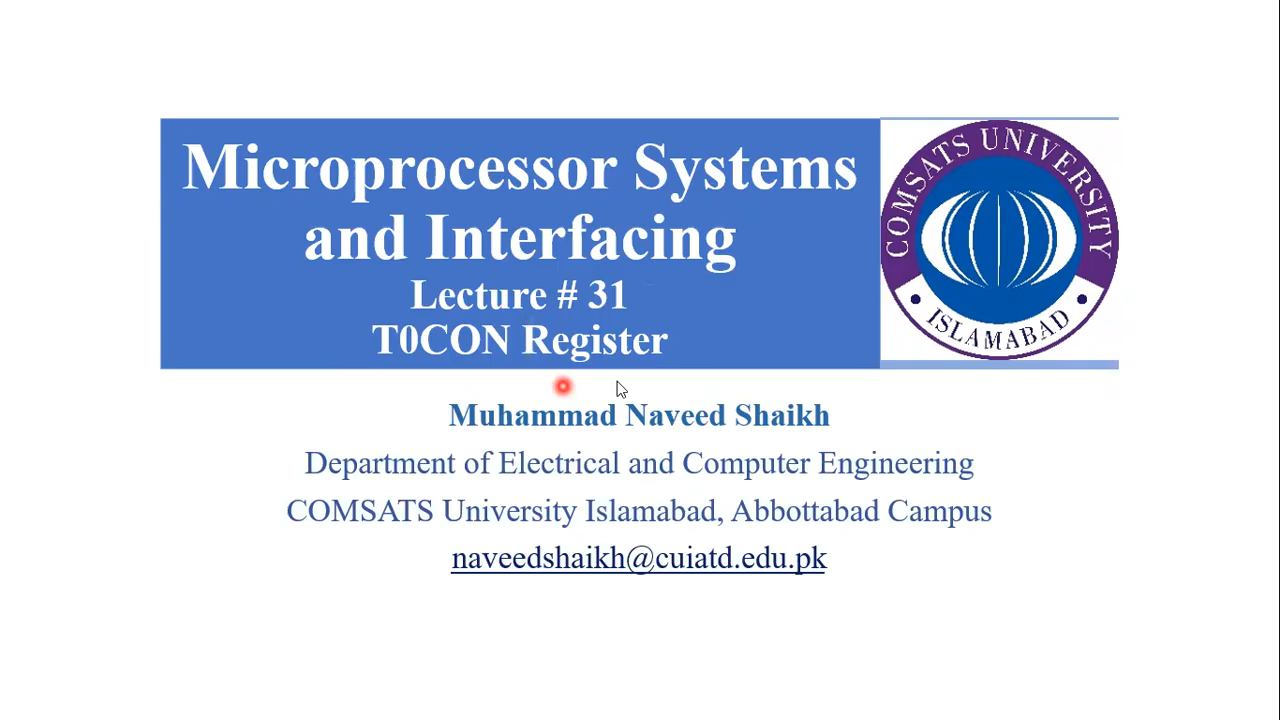 Microprocessor Systems
and Interfacing
Lecture # 31
T0CON Register
COMSATS UNIVERSITY
ISLAMABAD
Muhammad Naveed Shaikh
Department of Electrical and Computer Engineering
COMSATS University Islamabad, Abbottabad Campus
naveedshaikh@cuiatd.edu.pk